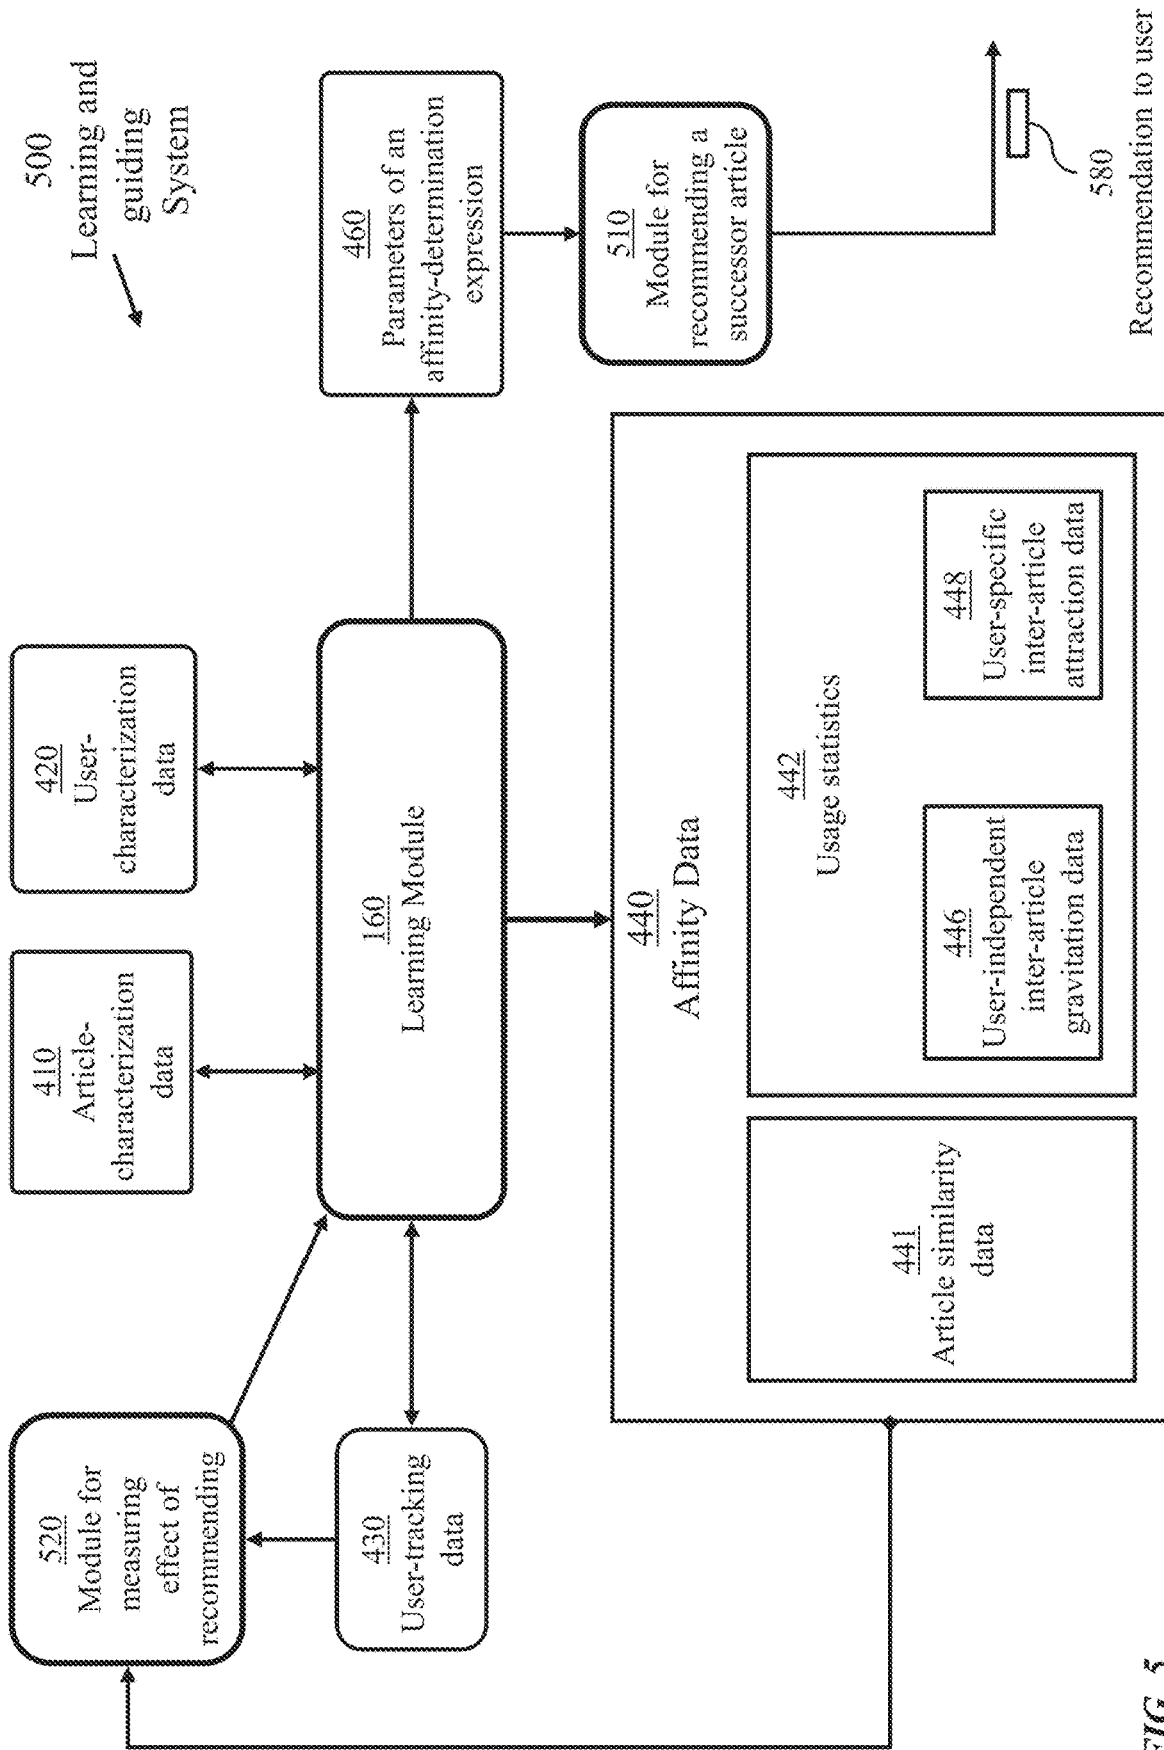 500
Learning and
guiding
System
520
Module for
measuring
effect of
recommending
410
Article-
characterization
data
420
User-
characterization
data
430
User-tracking
data
160
Learning Module
460
Parameters of an
affinity-determination
expression
510
Module for
recommending a
successor article
440
Affinity Data
441
Article similarity
data
442
Usage statistics
446
User-independent
inter-article
gravitation data
448
User-specific
inter-article
attraction data
580
Recommendation to user
FIG. 5